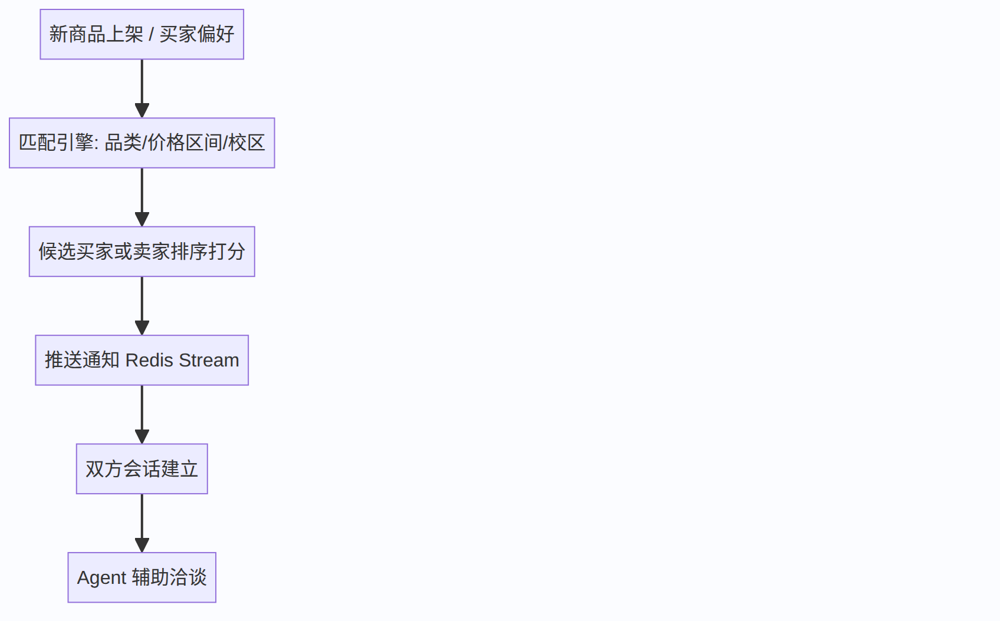 新商品上架 / 买家偏好
匹配引擎: 品类/价格区间/校区
候选买家或卖家排序打分
推送通知 Redis Stream
双方会话建立
Agent 辅助洽谈